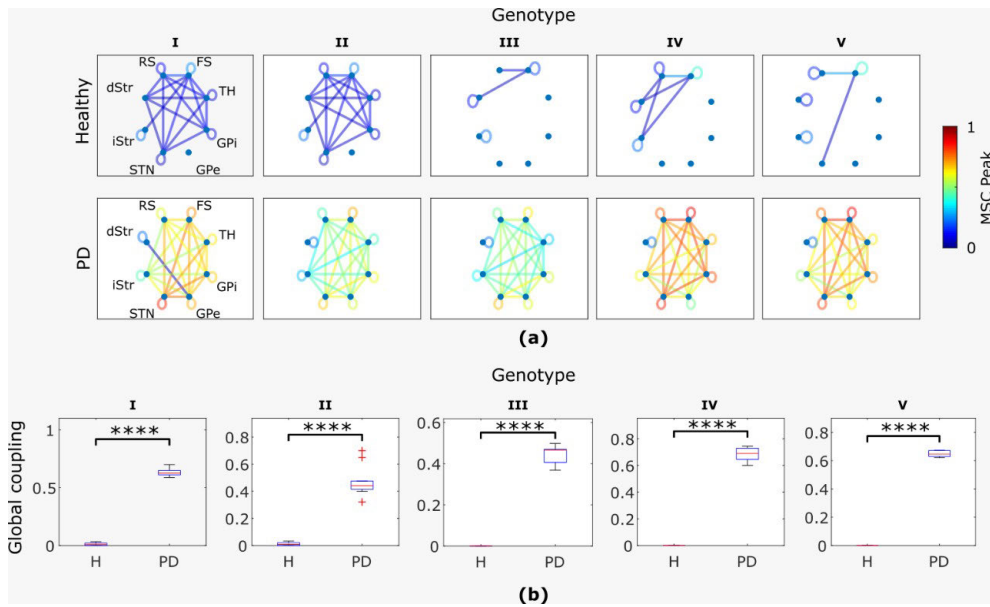 Genotype
I II III IV V
Healthy
RS FS
dStr TH
iStr GPi
STN GPe
PD
RS FS
dStr TH
iStr GPi
STN GPe
1
MSC Peak
0
(a)
Genotype
I II III IV V
Global coupling
**** **** **** **** ****
1 0.8 0.6 0.8 0.8
0.6 0.4 0.6 0.6
0.5 0.4 0.2 0.4 0.4
0.2 0.2 0.2
0 0 0 0 0
H PD H PD H PD H PD H PD
(b)